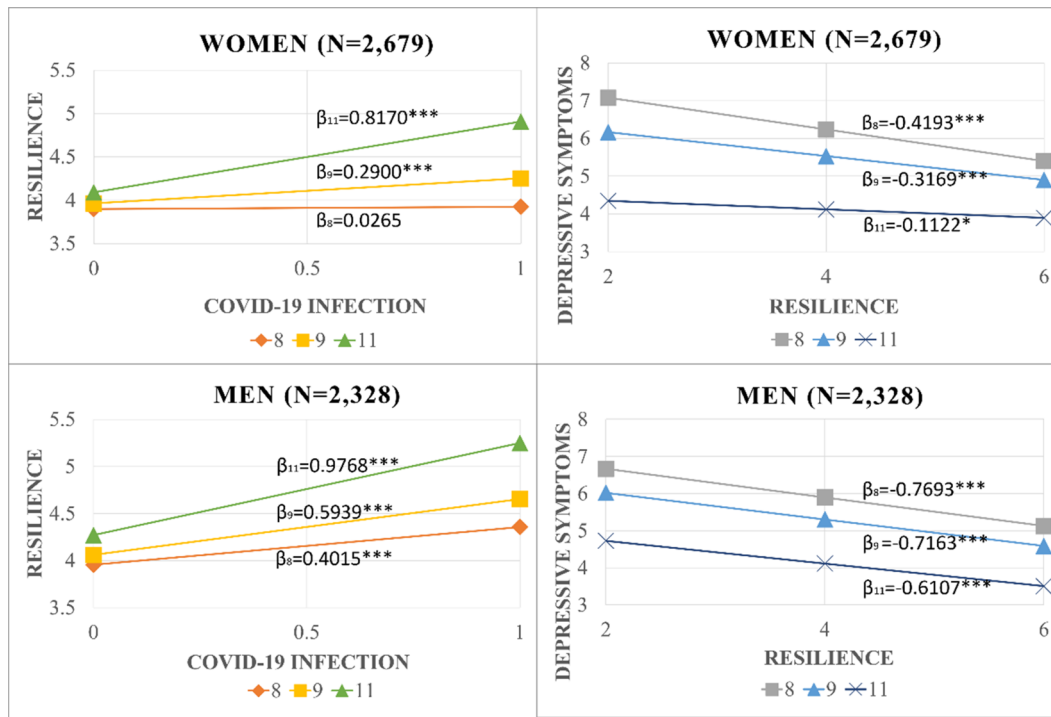 WOMEN (N=2,679)
RESILIENCE
5.5
5
4.5
4
3.5
β₁₁=0.8170***
β₉=0.2900***
β₈=0.0265
0
0.5
1
COVID-19 INFECTION
8
9
11
WOMEN (N=2,679)
DEPRESSIVE SYMPTOMS
8
7
6
5
4
3
β₈=-0.4193***
β₉=-0.3169***
β₁₁=-0.1122*
2
4
6
RESILIENCE
8
9
11
MEN (N=2,328)
RESILIENCE
5.5
5
4.5
4
3.5
β₁₁=0.9768***
β₉=0.5939***
β₈=0.4015***
0
0.5
1
COVID-19 INFECTION
8
9
11
MEN (N=2,328)
DEPRESSIVE SYMPTOMS
8
7
6
5
4
3
β₈=-0.7693***
β₉=-0.7163***
β₁₁=-0.6107***
2
4
6
RESILIENCE
8
9
11